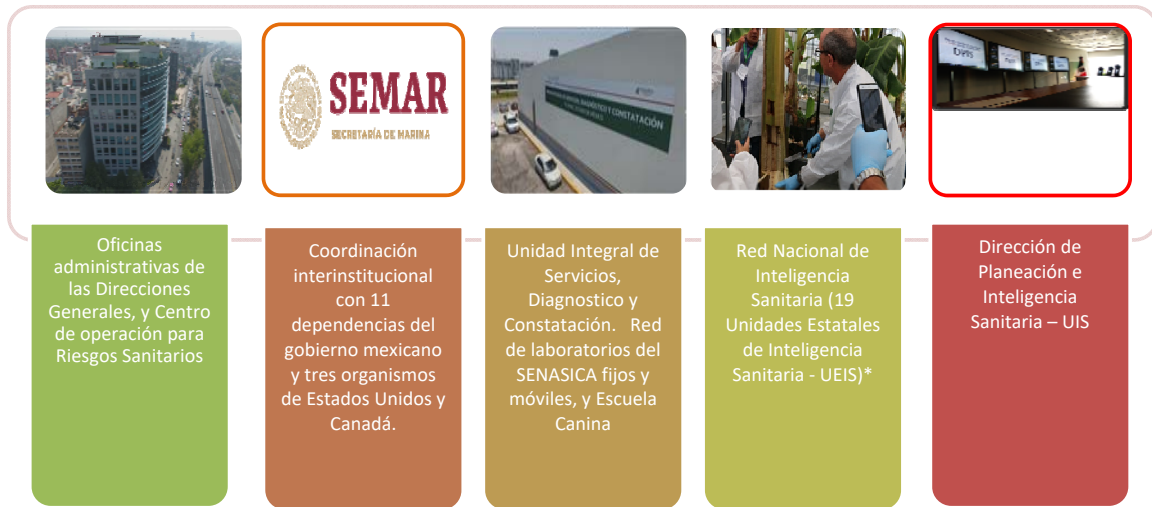 SEMAR
SECRETARÍA DE MARINA
DIAGNÓSTICO Y CONSTATACIÓN
Oficinas
administrativas de
las Direcciones
Generales, y Centro
de operación para
Riesgos Sanitarios
Coordinación
interinstitucional
con 11
dependencias del
gobierno mexicano
y tres organismos
de Estados Unidos y
Canadá.
Unidad Integral de
Servicios,
Diagnostico y
Constatación. Red
de laboratorios del
SENASICA fijos y
móviles, y Escuela
Canina
Red Nacional de
Inteligencia
Sanitaria (19
Unidades Estatales
de Inteligencia
Sanitaria - UEIS)*
Dirección de
Planeación e
Inteligencia
Sanitaria – UIS